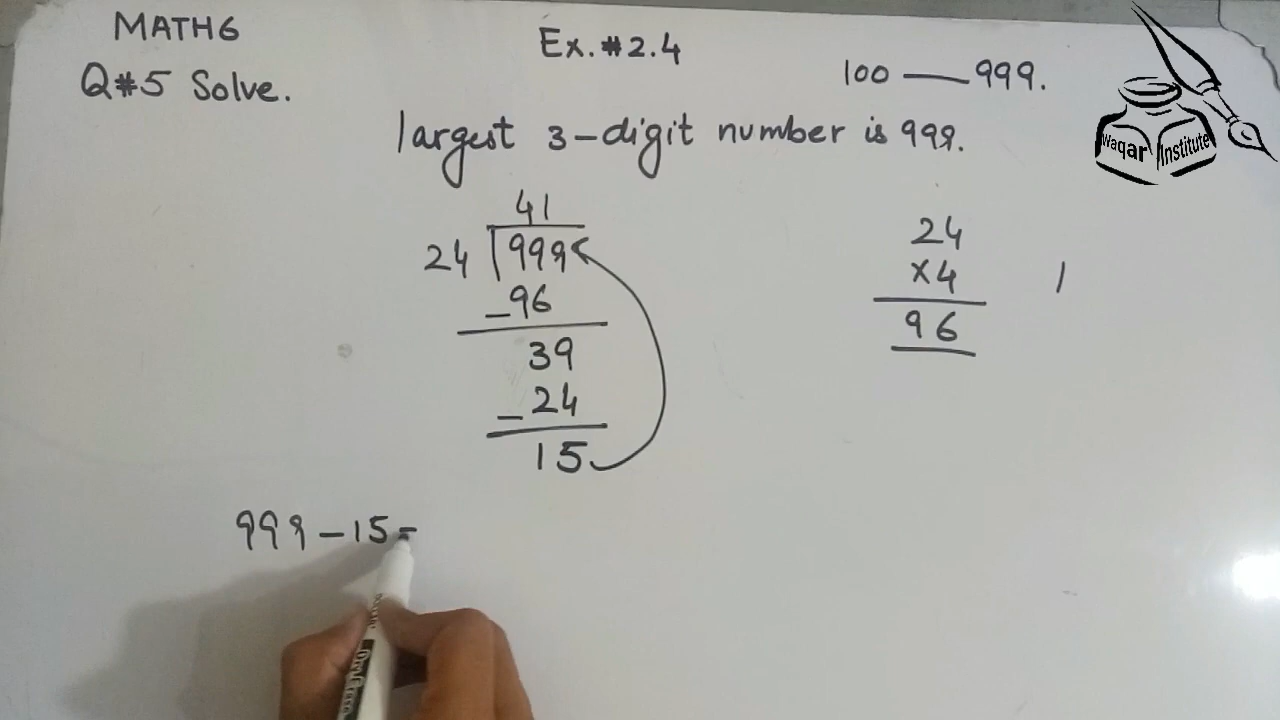 MATH6
Ex.#2.4
Q#5 Solve.
100 — 999.
largest 3-digit number is 999.
41
24 999
-96
39
-24
15
24
×4
96
1
999-15=
Waqar Institute